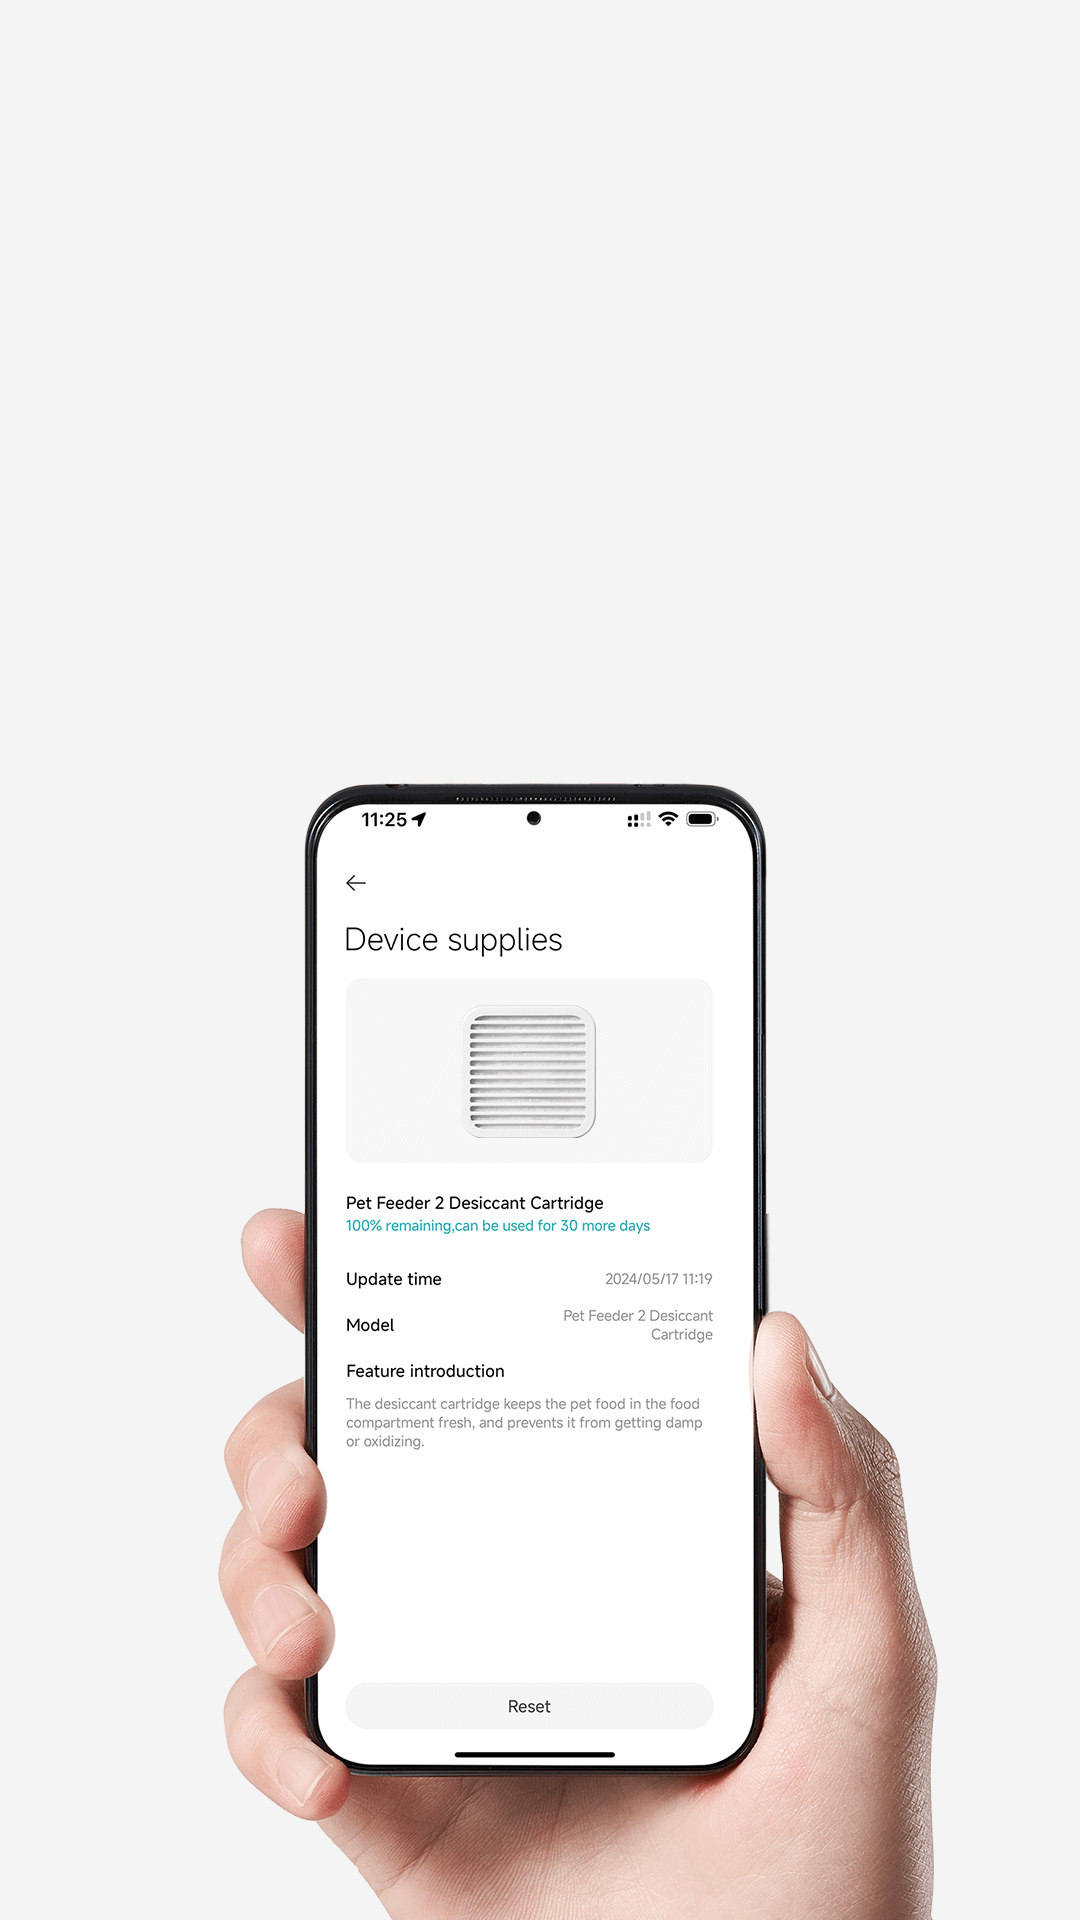 11:25
Device supplies
Pet Feeder 2 Desiccant Cartridge
100% remaining,can be used for 30 more days
Update time 2024/05/17 11:19
Model Pet Feeder 2 Desiccant
Cartridge
Feature introduction
The desiccant cartridge keeps the pet food in the food
compartment fresh, and prevents it from getting damp
or oxidizing.
Reset